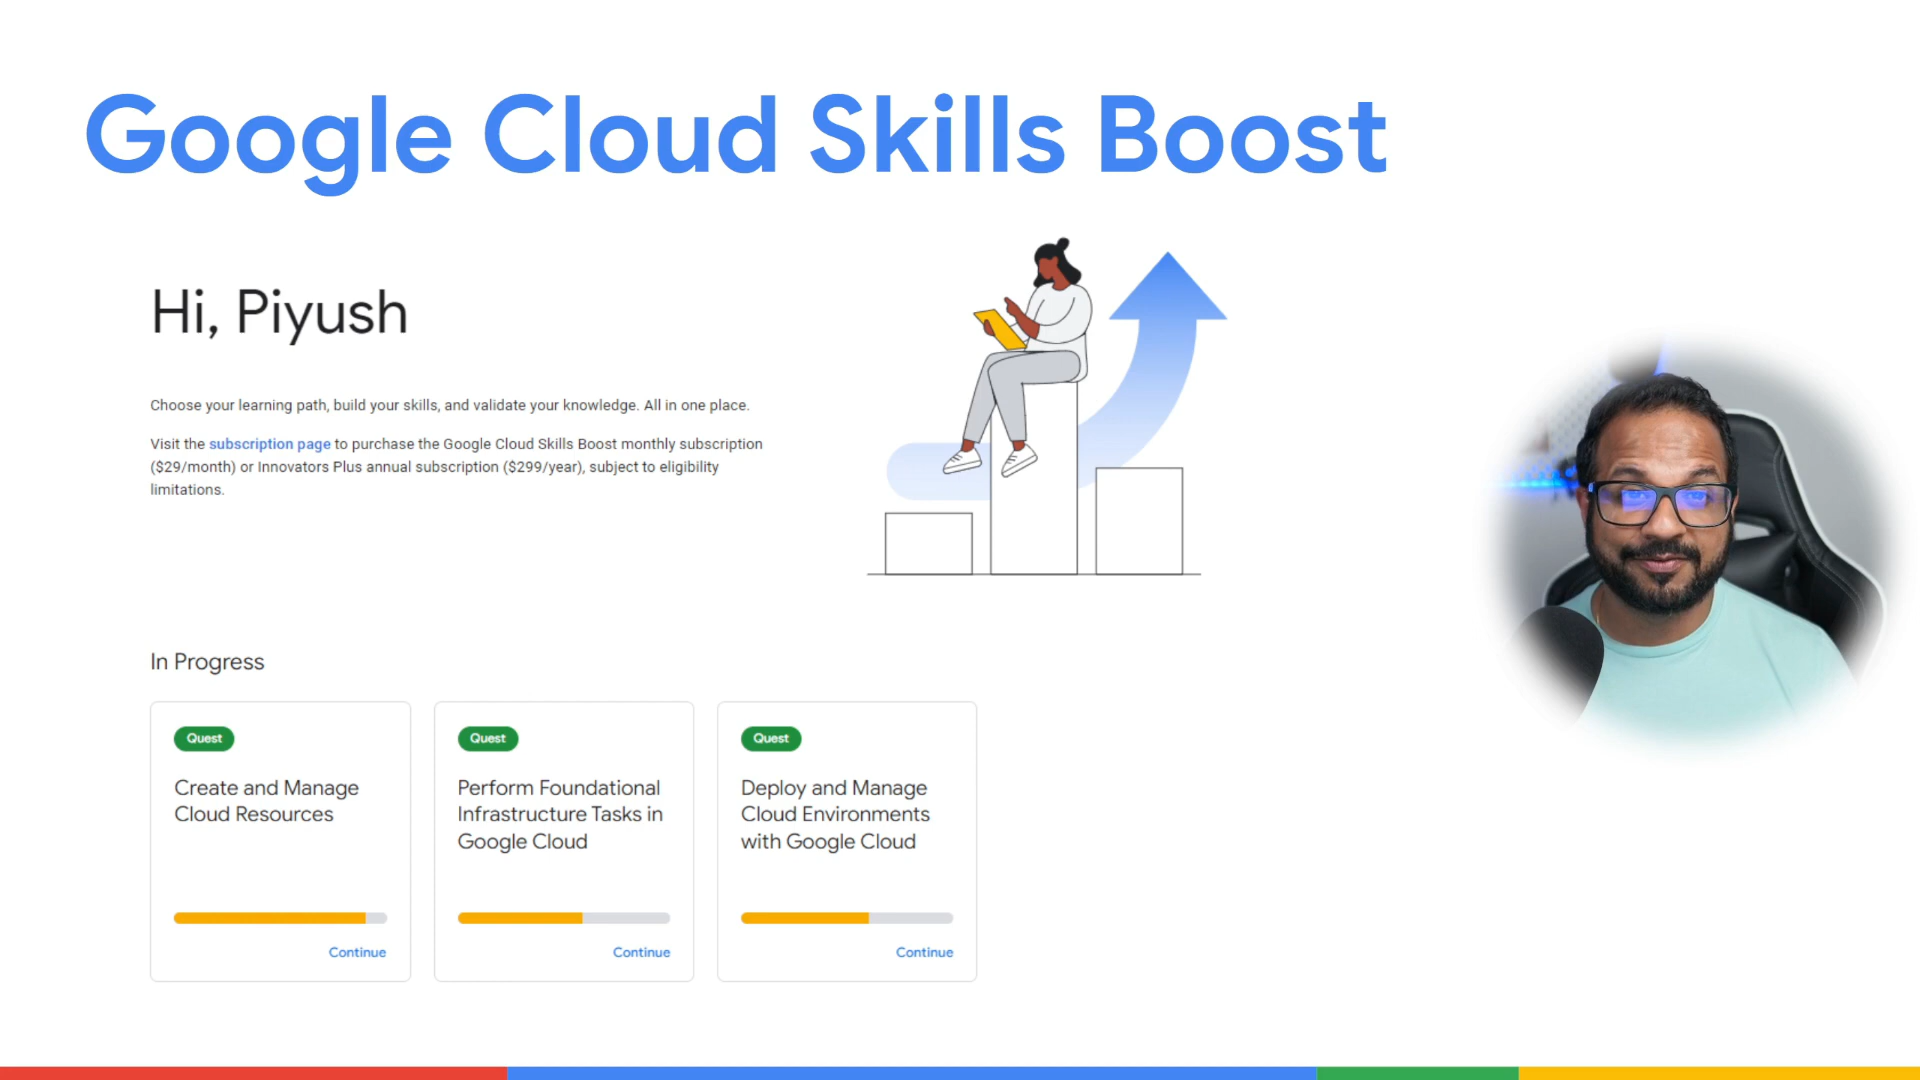 Google Cloud Skills Boost
Hi, Piyush
Choose your learning path, build your skills, and validate your knowledge. All in one place.
Visit the subscription page to purchase the Google Cloud Skills Boost monthly subscription
($29/month) or Innovators Plus annual subscription ($299/year), subject to eligibility
limitations.
In Progress
Quest
Create and Manage
Cloud Resources
Continue
Quest
Perform Foundational
Infrastructure Tasks in
Google Cloud
Continue
Quest
Deploy and Manage
Cloud Environments
with Google Cloud
Continue